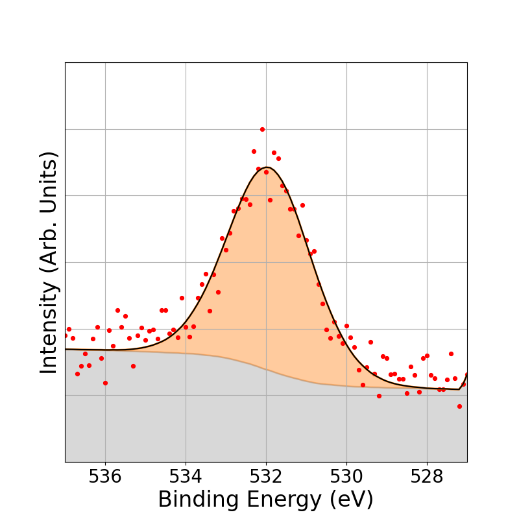 Intensity (Arb. Units)
536 534 532 530 528
Binding Energy (eV)